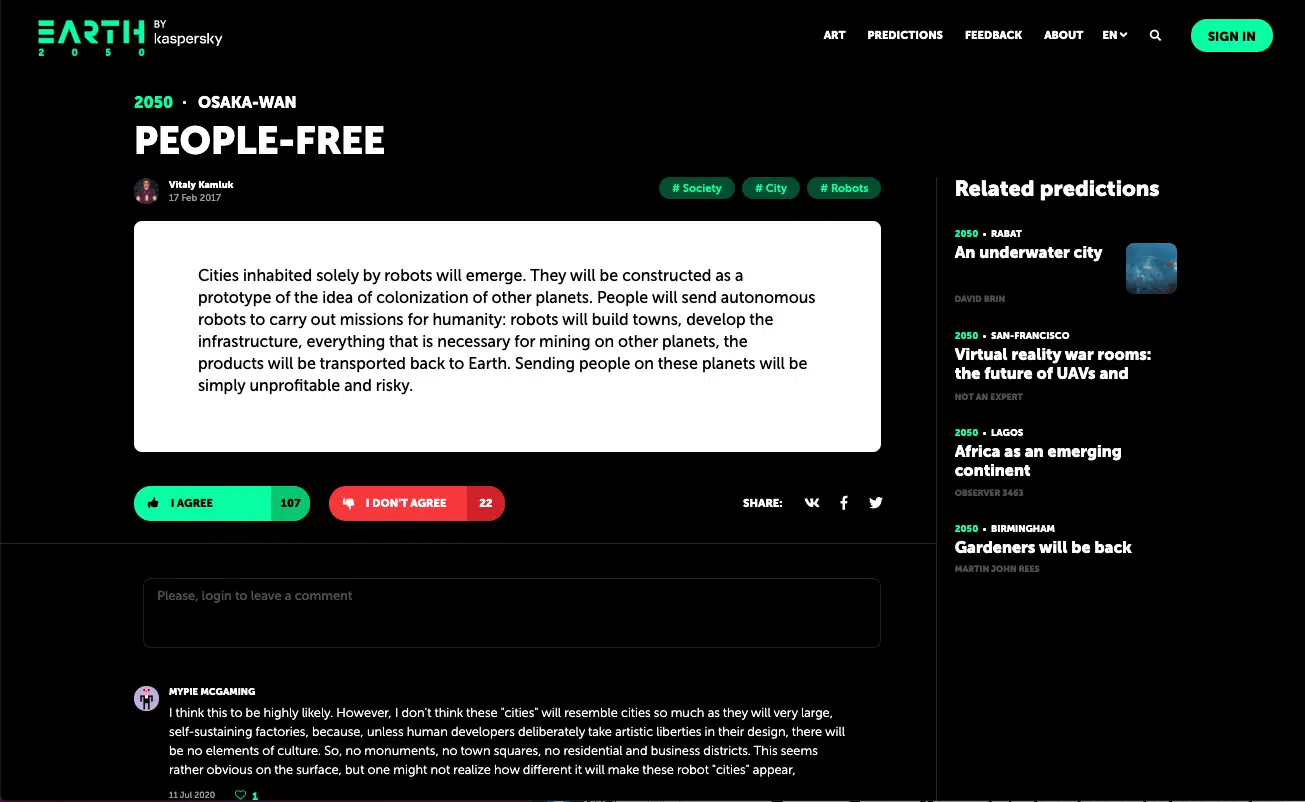 EARTH BY
kaspersky
2 0 5 0
ART PREDICTIONS FEEDBACK ABOUT EN SIGN IN
2050 · OSAKA-WAN
PEOPLE-FREE
Vitaly Kamluk
17 Feb 2017
# Society # City # Robots
Cities inhabited solely by robots will emerge. They will be constructed as a
prototype of the idea of colonization of other planets. People will send autonomous
robots to carry out missions for humanity: robots will build towns, develop the
infrastructure, everything that is necessary for mining on other planets, the
products will be transported back to Earth. Sending people on these planets will be
simply unprofitable and risky.
I AGREE 107 I DON'T AGREE 22 SHARE:
Please, login to leave a comment
MYPIE MCGAMING
I think this to be highly likely. However, I don't think these "cities" will resemble cities so much as they will very large,
self-sustaining factories, because, unless human developers deliberately take artistic liberties in their design, there will
be no elements of culture. So, no monuments, no town squares, no residential and business districts. This seems
rather obvious on the surface, but one might not realize how different it will make these robot "cities" appear,
11 Jul 2020 1
Related predictions
2050 • RABAT
An underwater city
DAVID BRIN
2050 • SAN-FRANCISCO
Virtual reality war rooms:
the future of UAVs and
NOT AN EXPERT
2050 • LAGOS
Africa as an emerging
continent
OBSERVER 3463
2050 • BIRMINGHAM
Gardeners will be back
MARTIN JOHN REES